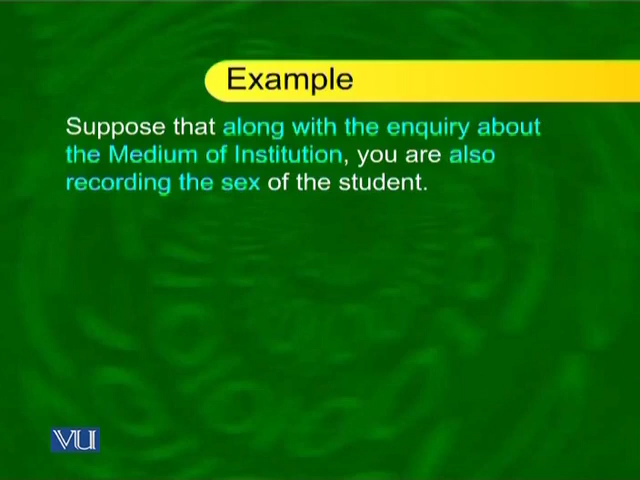 Example
Suppose that along with the enquiry about
the Medium of Institution, you are also
recording the sex of the student.
VU